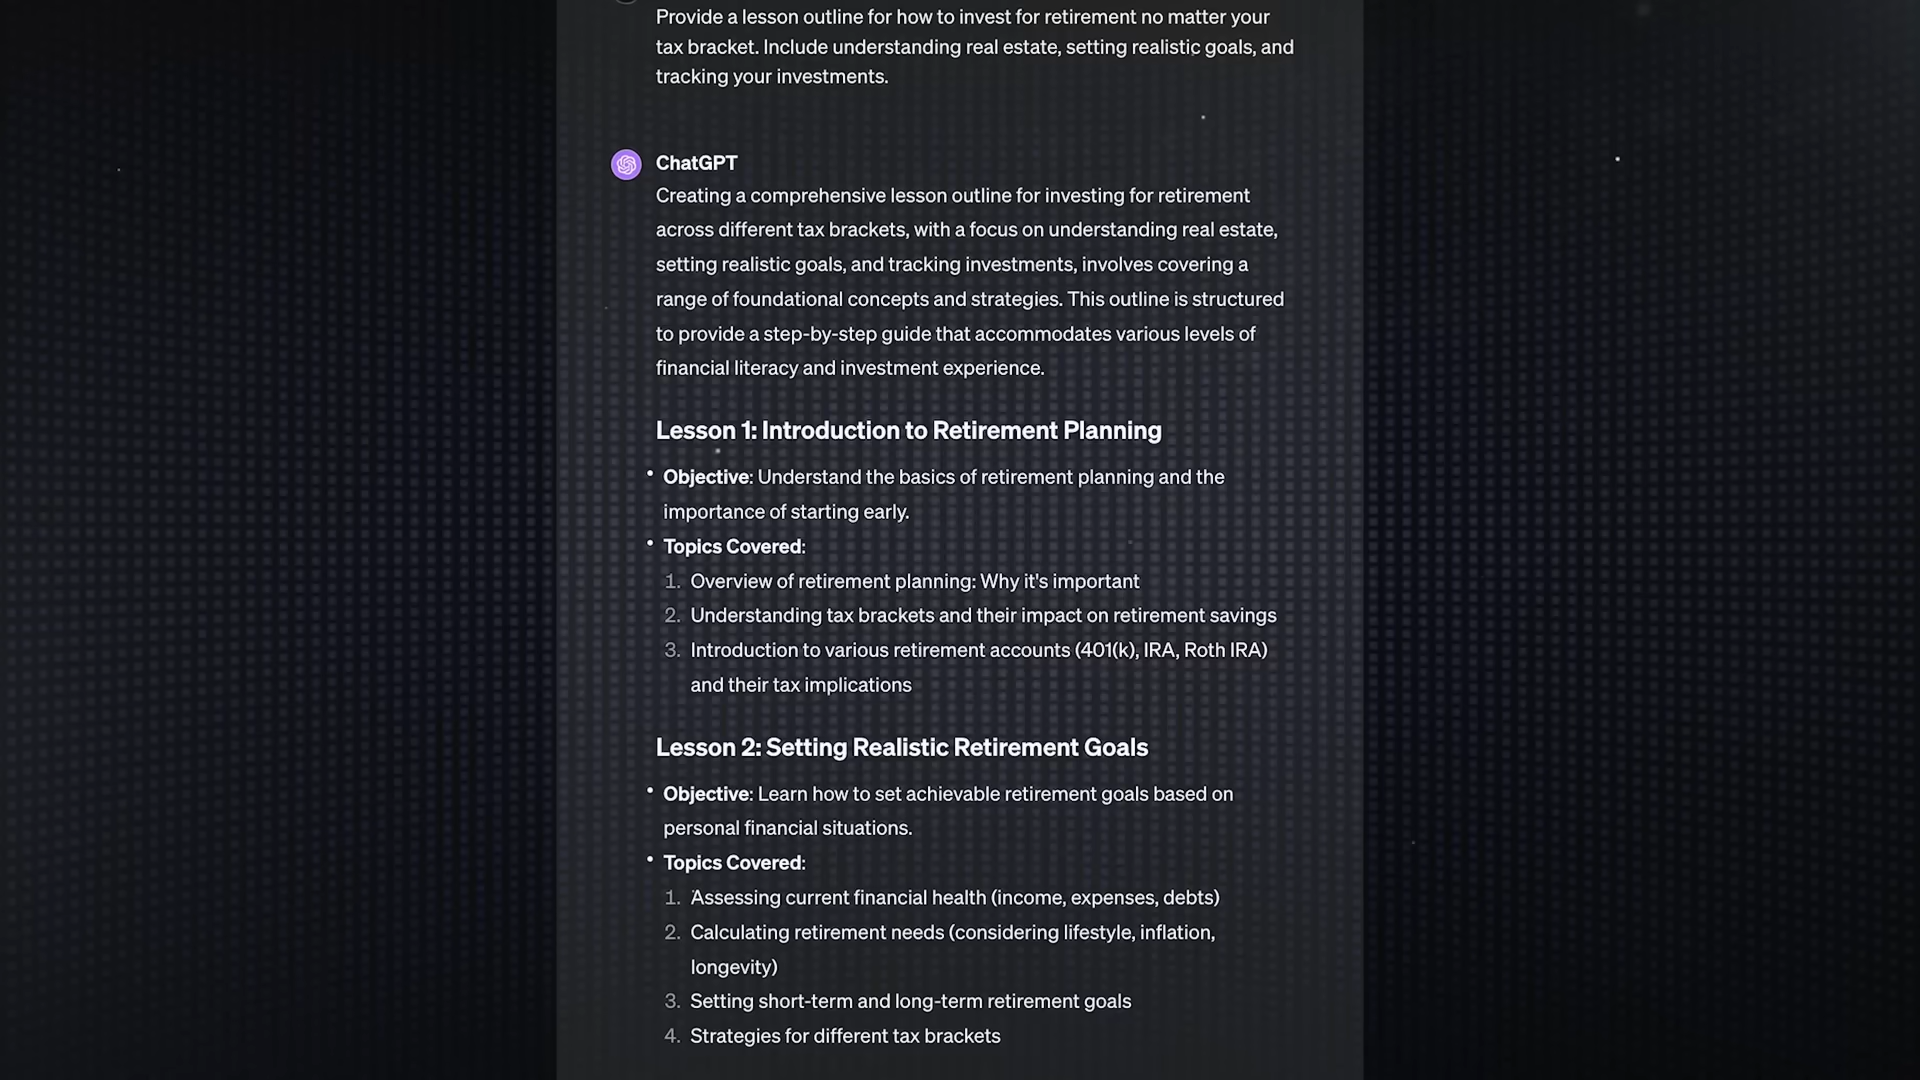 Provide a lesson outline for how to invest for retirement no matter your
tax bracket. Include understanding real estate, setting realistic goals, and
tracking your investments.
ChatGPT
Creating a comprehensive lesson outline for investing for retirement
across different tax brackets, with a focus on understanding real estate,
setting realistic goals, and tracking investments, involves covering a
range of foundational concepts and strategies. This outline is structured
to provide a step-by-step guide that accommodates various levels of
financial literacy and investment experience.
Lesson 1: Introduction to Retirement Planning
• Objective: Understand the basics of retirement planning and the
importance of starting early.
• Topics Covered:
1. Overview of retirement planning: Why it's important
2. Understanding tax brackets and their impact on retirement savings
3. Introduction to various retirement accounts (401(k), IRA, Roth IRA)
and their tax implications
Lesson 2: Setting Realistic Retirement Goals
• Objective: Learn how to set achievable retirement goals based on
personal financial situations.
• Topics Covered:
1. Assessing current financial health (income, expenses, debts)
2. Calculating retirement needs (considering lifestyle, inflation,
longevity)
3. Setting short-term and long-term retirement goals
4. Strategies for different tax brackets